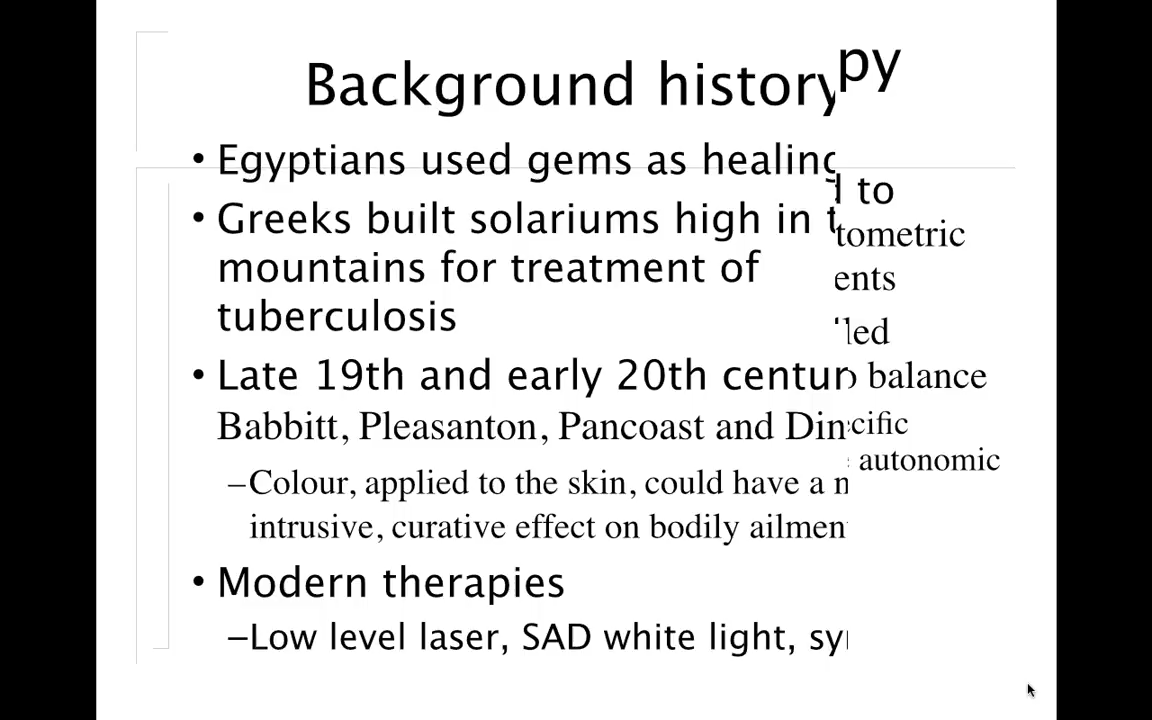 Background history
py
• Egyptians used gems as healing
• Greeks built solariums high in
mountains for treatment of
tuberculosis
to
tometric
ents
led
balance
cific
autonomic
• Late 19th and early 20th centur
Babbitt, Pleasanton, Pancoast and Din
–Colour, applied to the skin, could have a
intrusive, curative effect on bodily ailmen
• Modern therapies
–Low level laser, SAD white light,